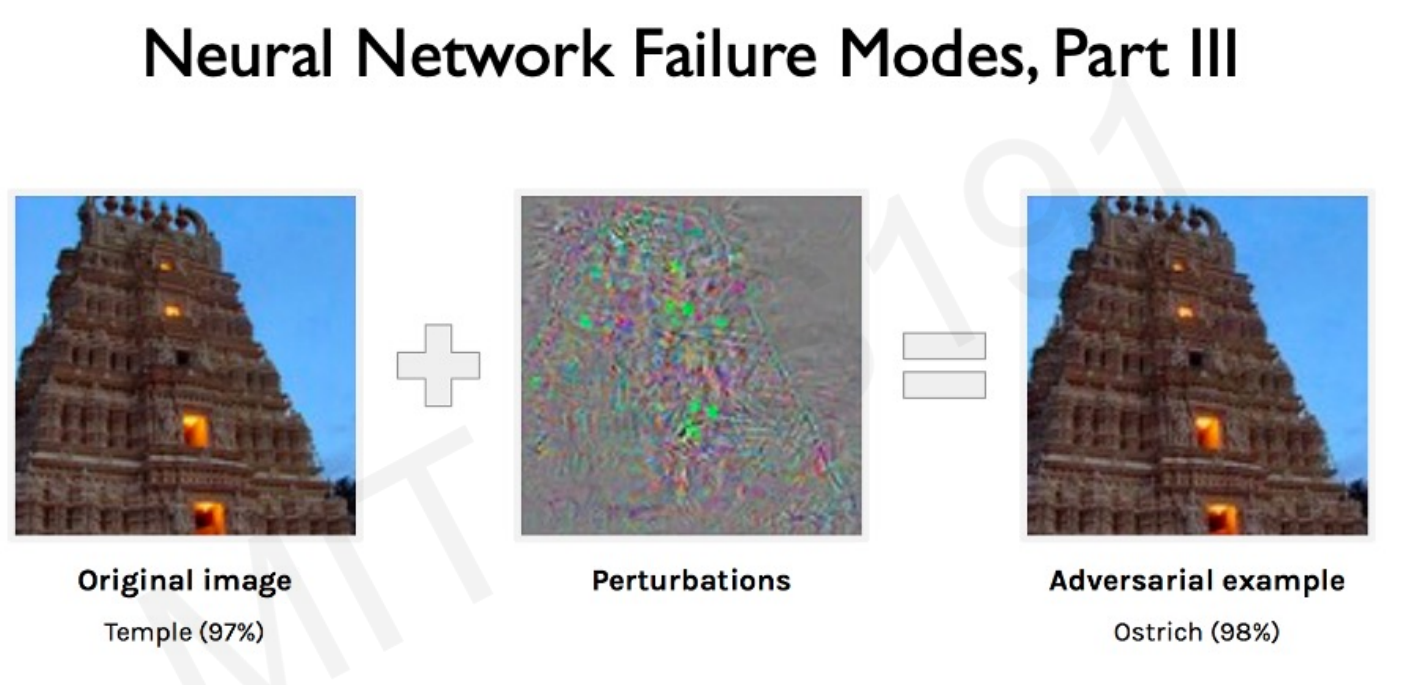 Neural Network Failure Modes, Part III
MIT 6.S191
Original image
Perturbations
Adversarial example
Temple (97%)
Ostrich (98%)